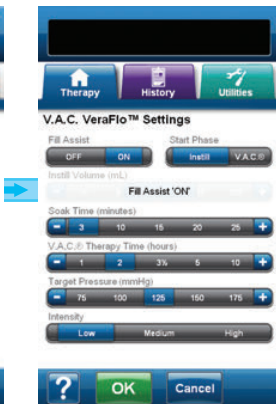 Therapy History Utilities
V.A.C. VeraFlo™ Settings
Fill Assist Start Phase
OFF ON Instill V.A.C.®
Instill Volume (mL)
Fill Assist 'ON'
Soak Time (minutes)
- 3 10 15 20 25 +
V.A.C.® Therapy Time (hours)
- 1 2 3½ 5 10 +
Target Pressure (mmHg)
- 75 100 125 150 175 +
Intensity
Low Medium High
? OK Cancel